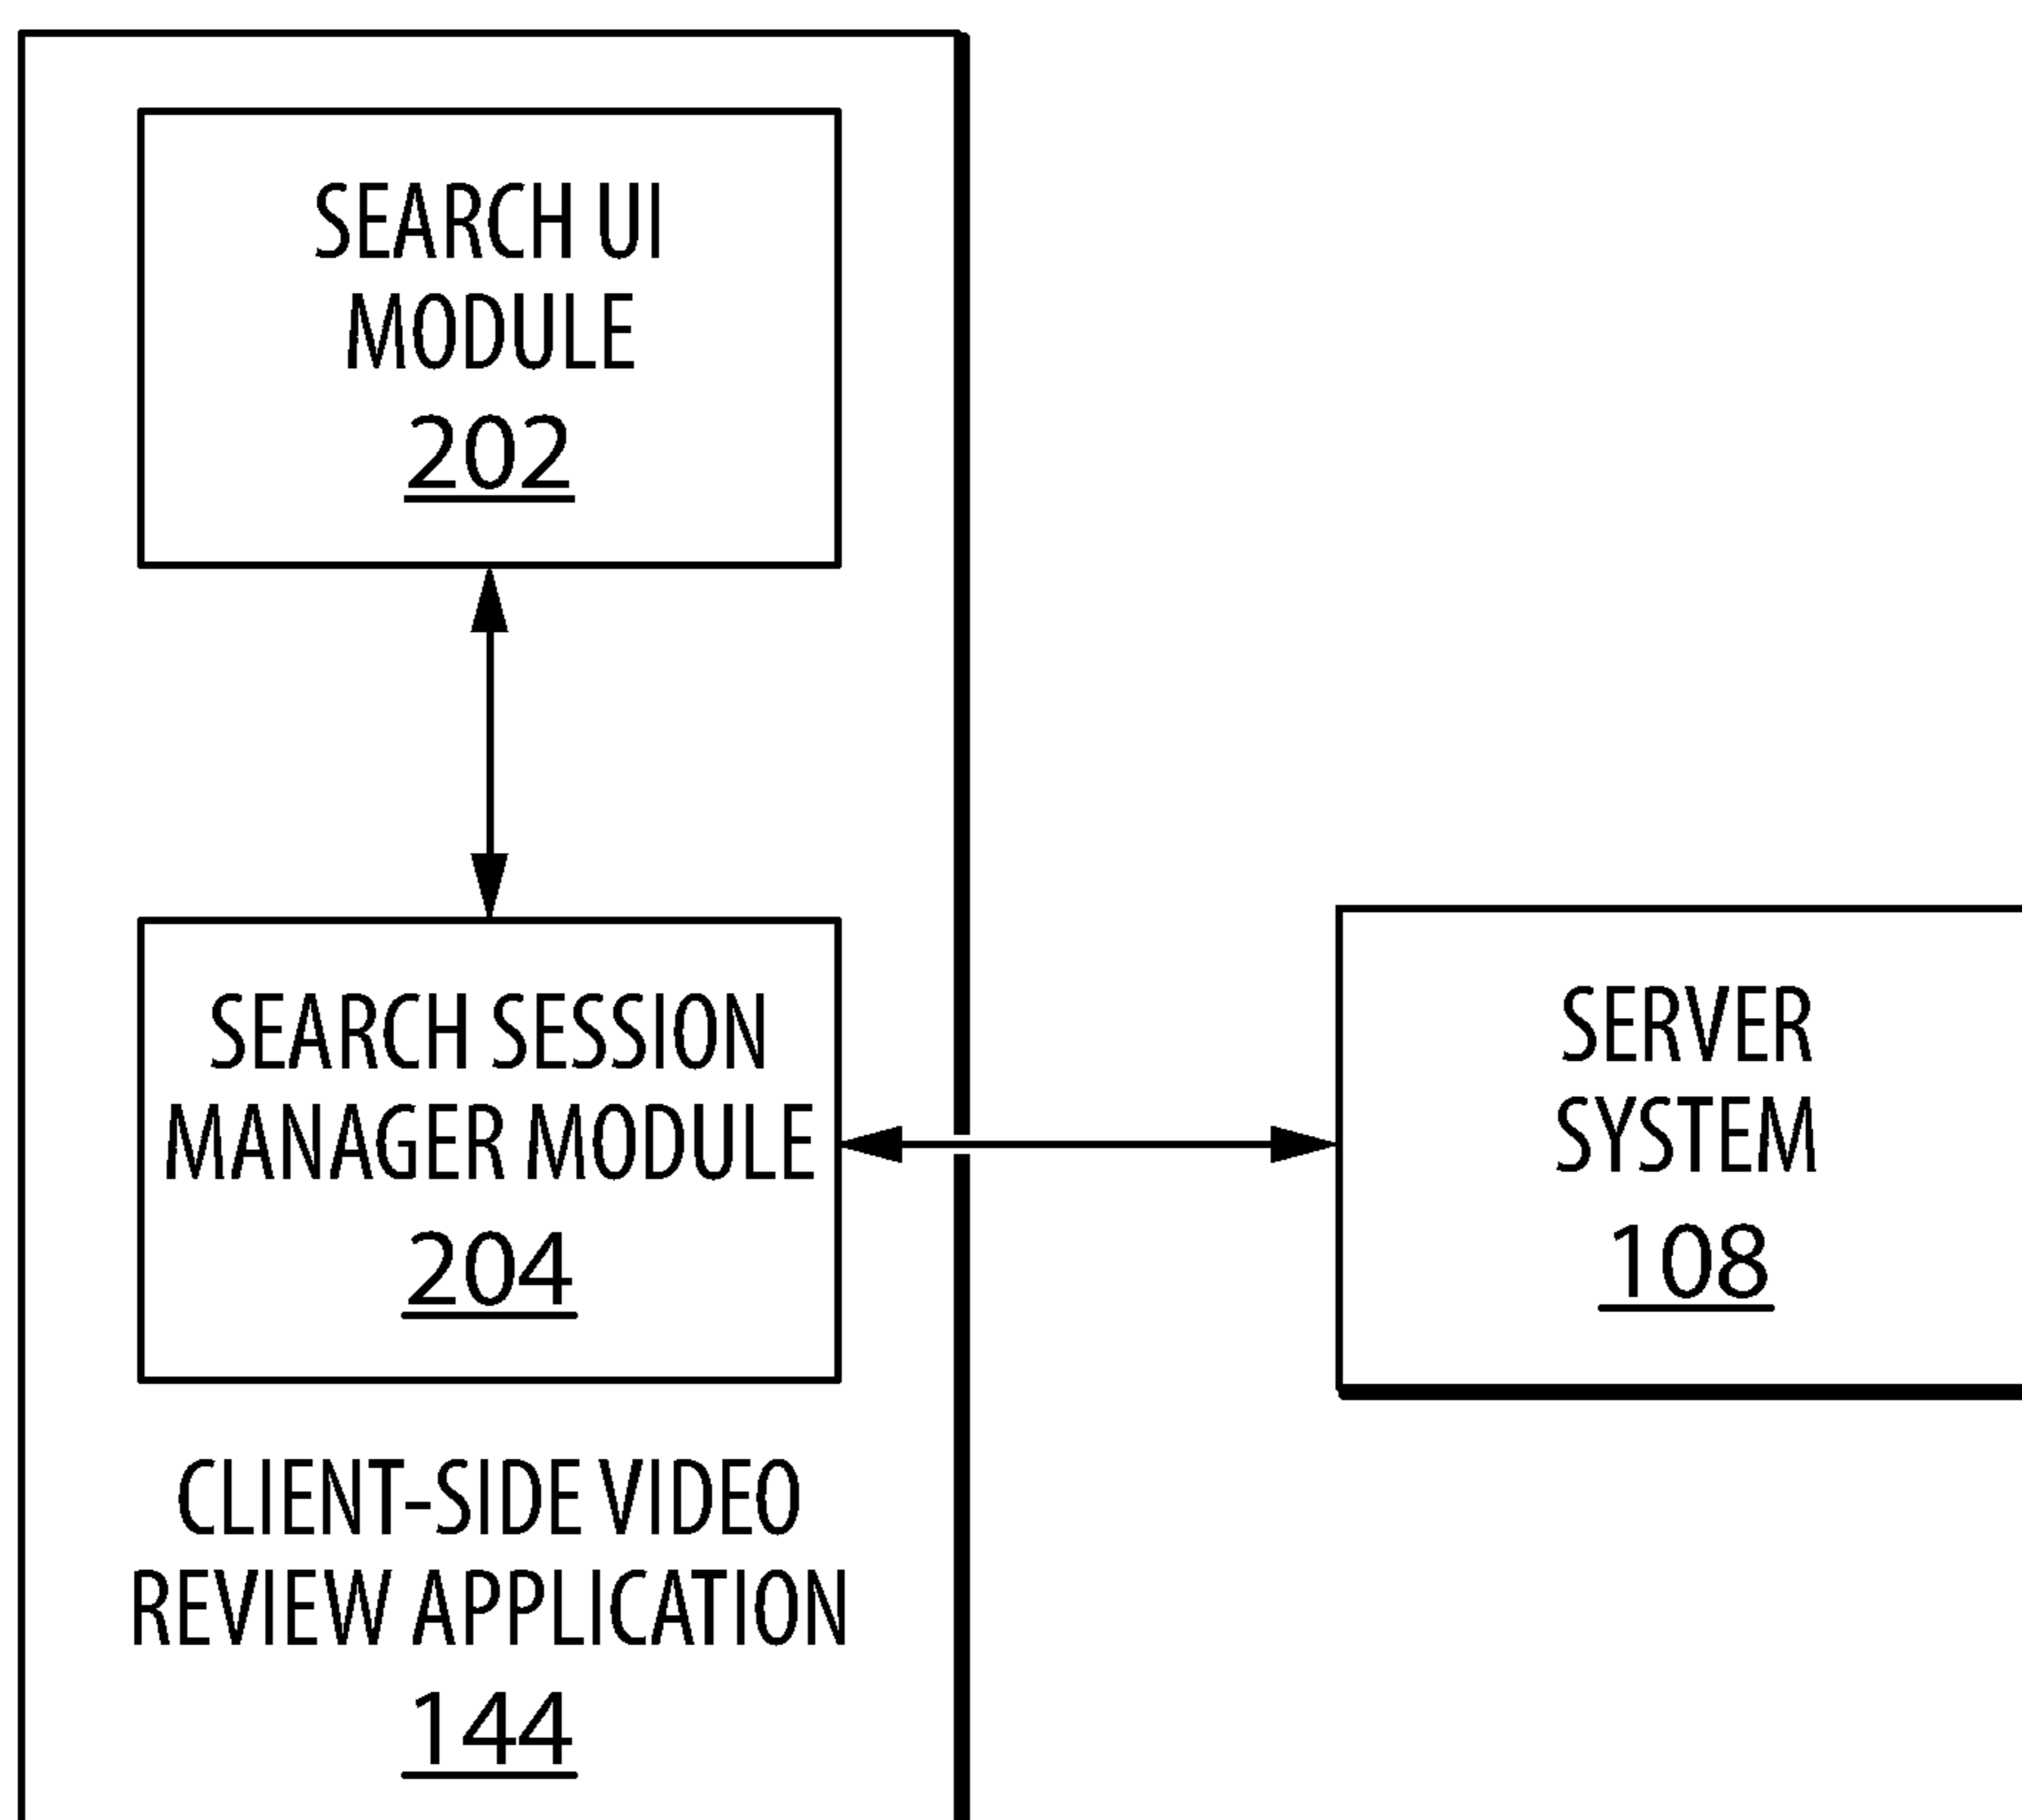 SEARCH UI
MODULE
202
SEARCH SESSION
MANAGER MODULE
204
CLIENT-SIDE VIDEO
REVIEW APPLICATION
144
SERVER
SYSTEM
108